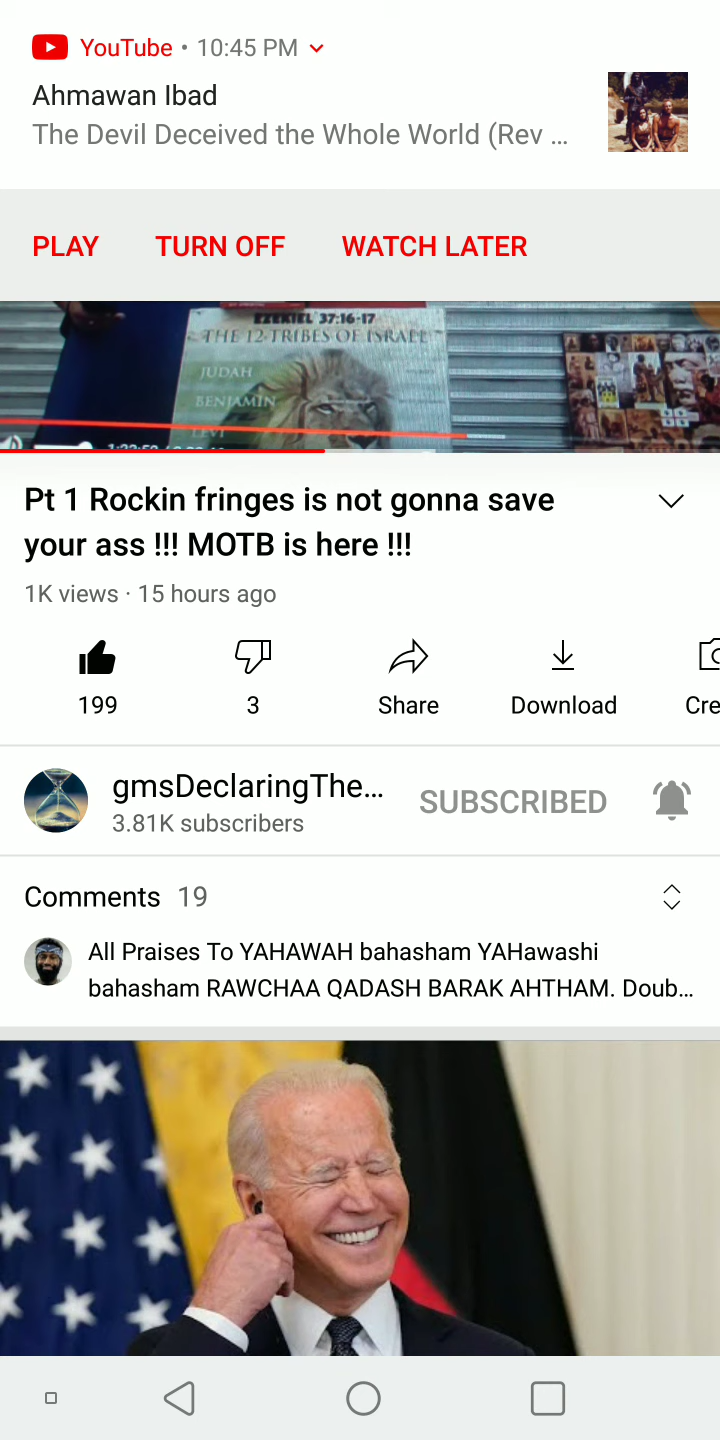 YouTube • 10:45 PM
Ahmawan Ibad
The Devil Deceived the Whole World (Rev ...
PLAY TURN OFF WATCH LATER
EZEKIEL 37:16-17
THE 12 TRIBES OF ISRAEL
JUDAH
BENJAMIN
LEVI
Pt 1 Rockin fringes is not gonna save
your ass !!! MOTB is here !!!
1K views · 15 hours ago
199 3 Share Download Cre
gmsDeclaringThe... SUBSCRIBED
3.81K subscribers
Comments 19
All Praises To YAHAWAH bahasham YAHawashi
bahasham RAWCHAA QADASH BARAK AHTHAM. Doub...